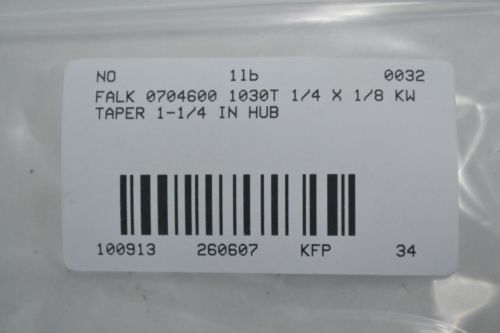 NO 1lb 0032
FALK 0704600 1030T 1/4 X 1/8 KW
TAPER 1-1/4 IN HUB
100913 260607 KFP 34